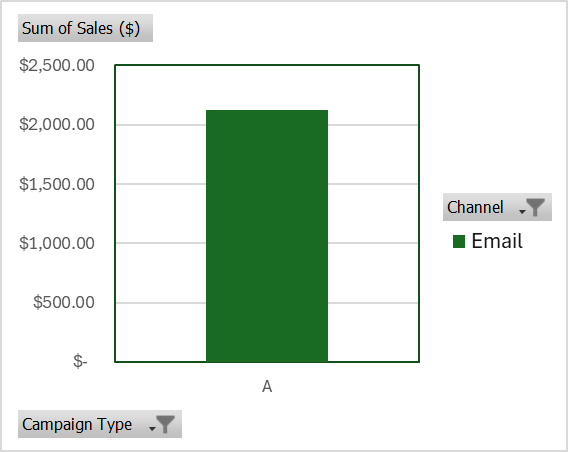 Sum of Sales ($)
$2,500.00
$2,000.00
$1,500.00
$1,000.00
$500.00
$-
A
Channel
Email
Campaign Type